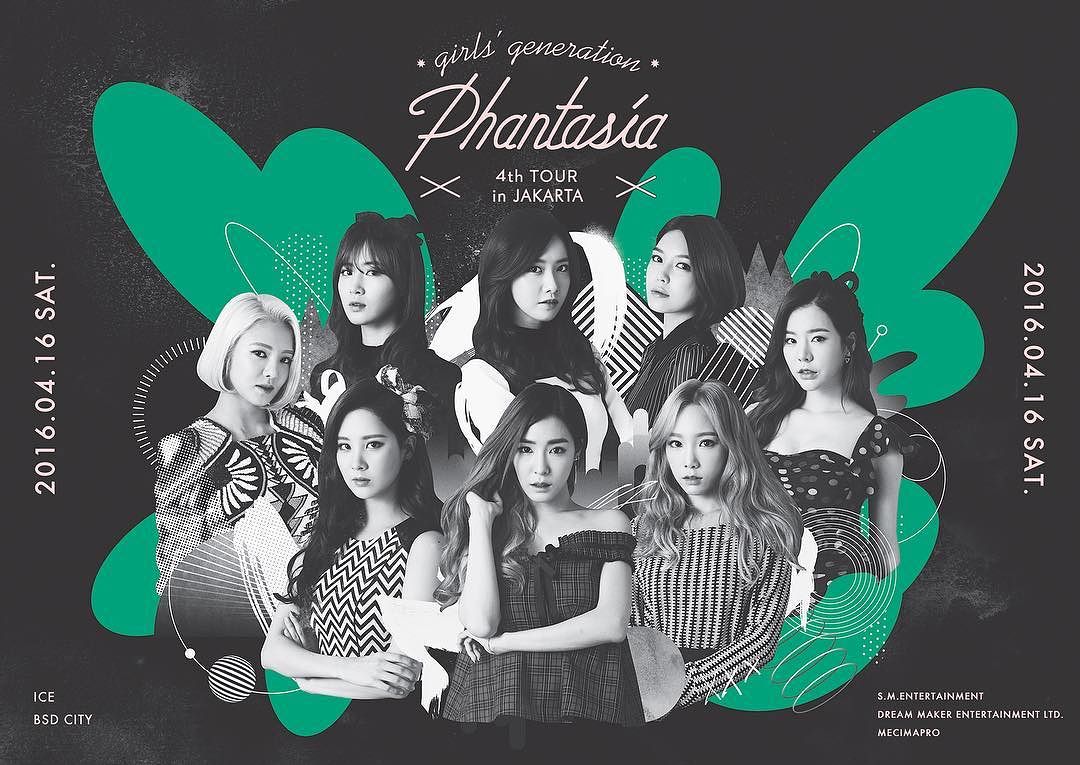 girls' generation
Phantasia
4th TOUR
in JAKARTA
2016.04.16 SAT.
2016.04.16 SAT.
ICE
BSD CITY
S.M.ENTERTAINMENT
DREAM MAKER ENTERTAINMENT LTD.
MECIMAPRO